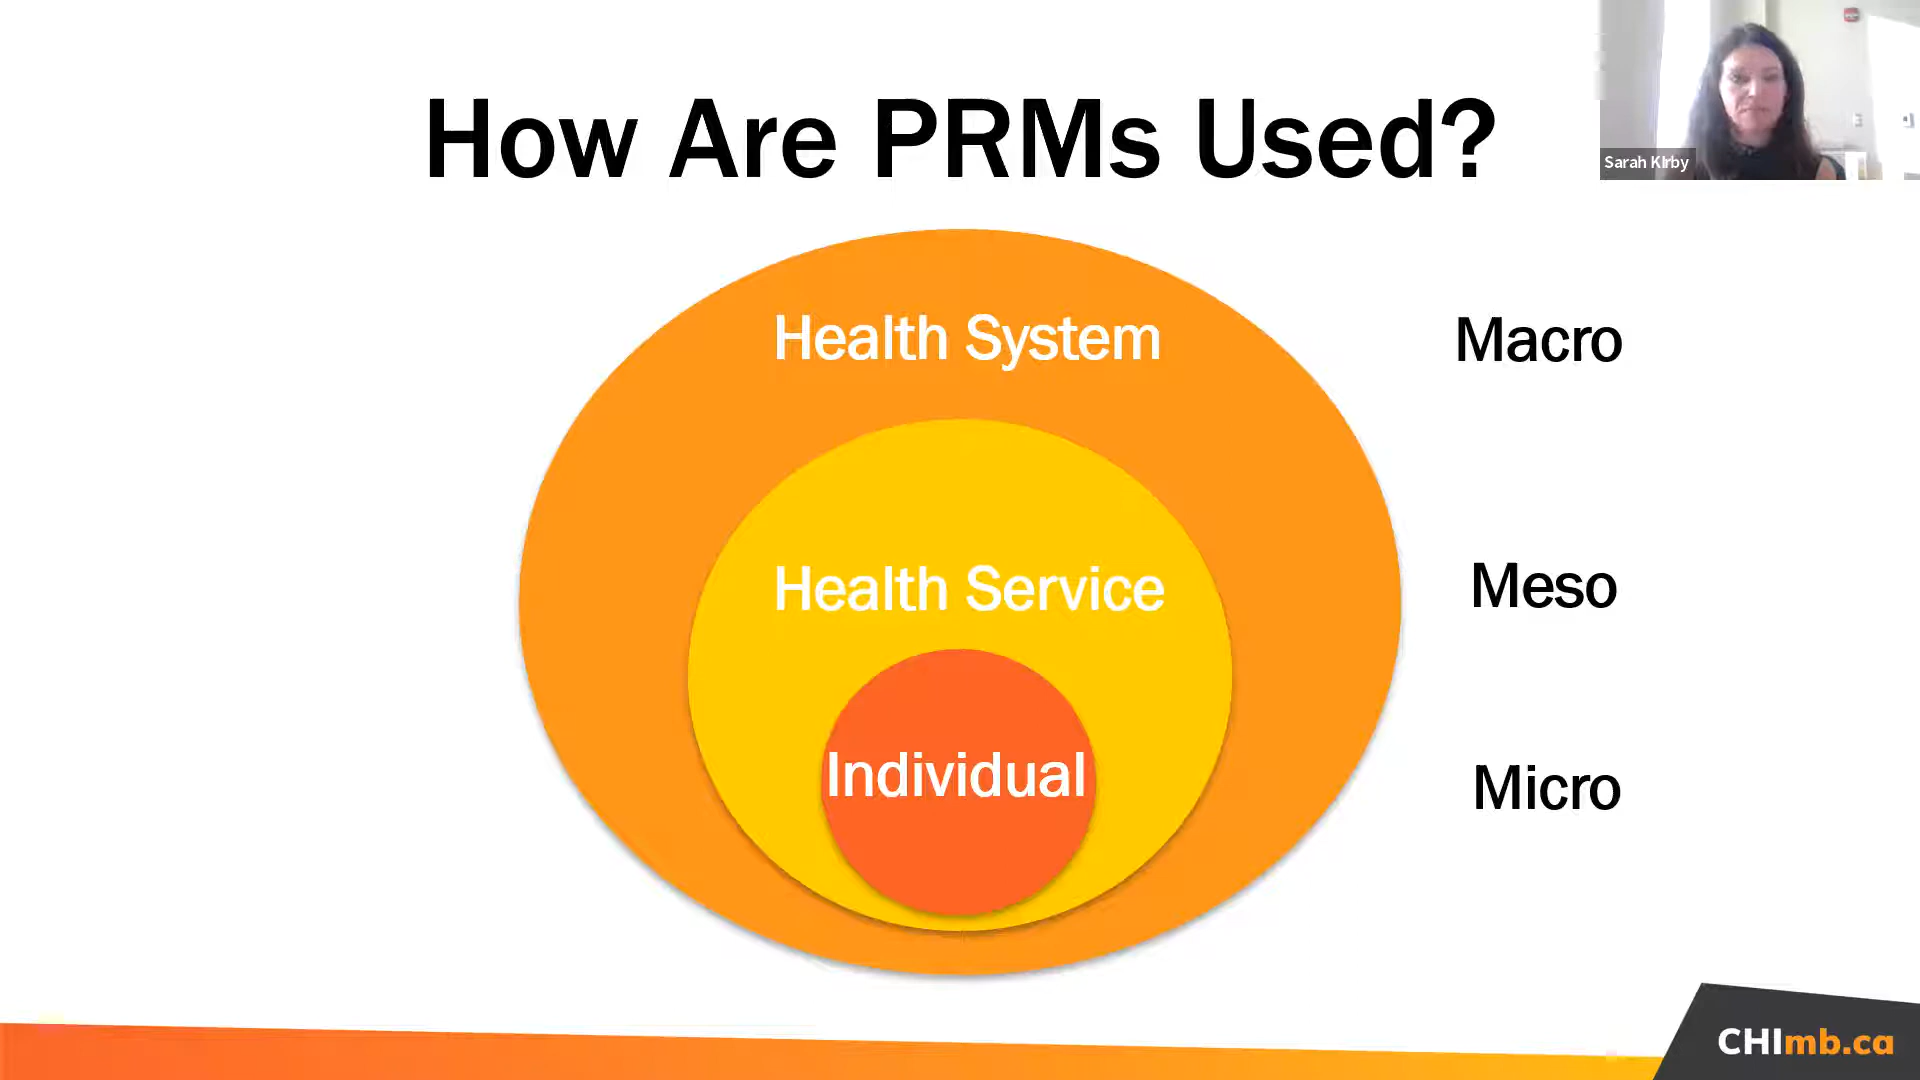 How Are PRMs Used?
Sarah Kirby
Health System
Macro
Health Service
Meso
Individual
Micro
CHImb.ca